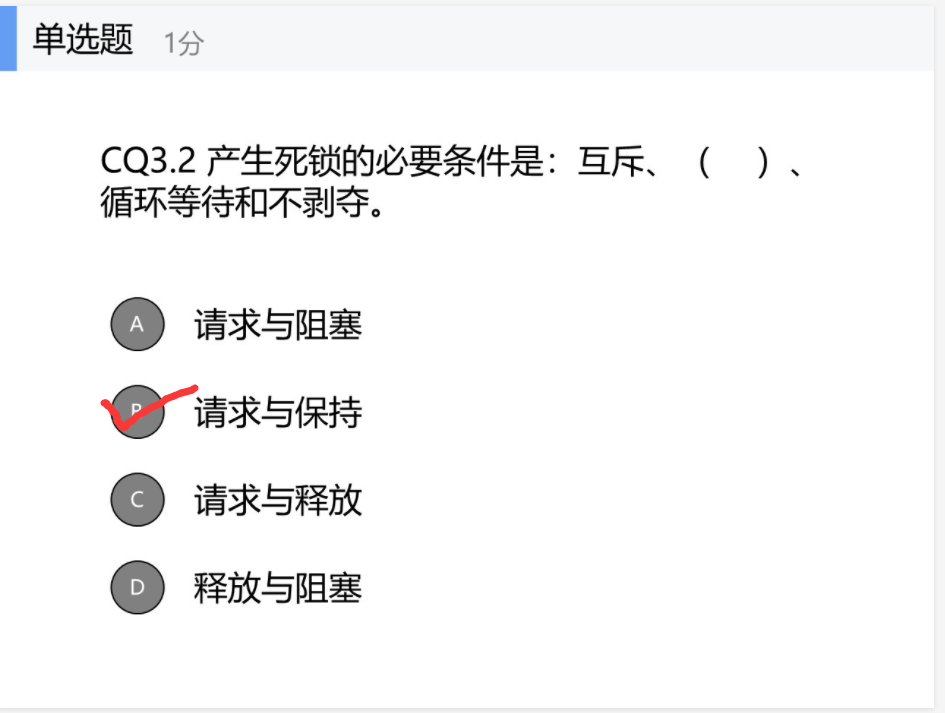 单选题 1分
CQ3.2 产生死锁的必要条件是：互斥、（ ）、
循环等待和不剥夺。
A 请求与阻塞
B 请求与保持
C 请求与释放
D 释放与阻塞